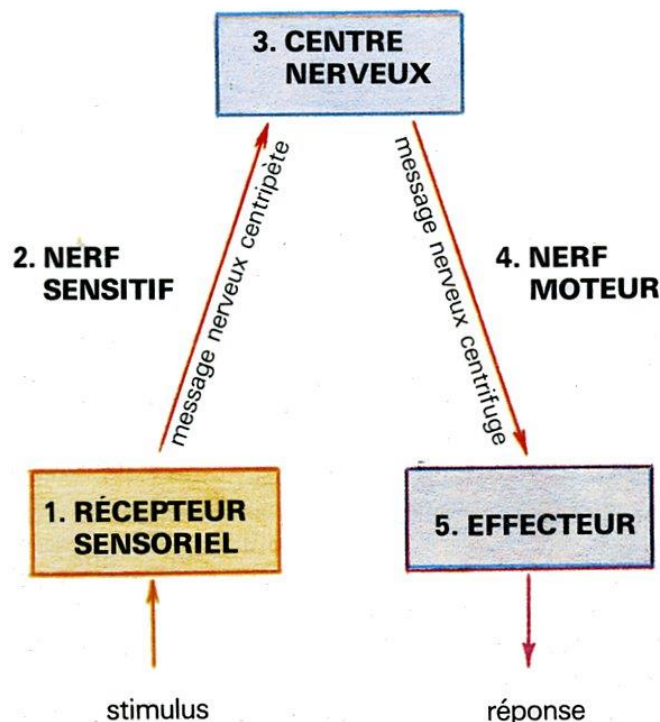 3. CENTRE
NERVEUX
message nerveux centripète
message nerveux centrifuge
2. NERF
SENSITIF
4. NERF
MOTEUR
1. RÉCEPTEUR
SENSORIEL
5. EFFECTEUR
stimulus
réponse